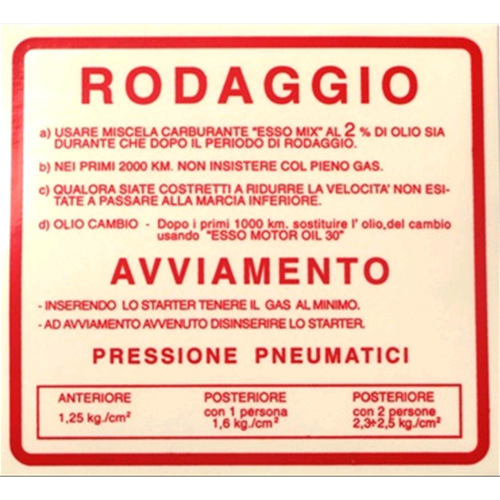 RODAGGIO
a) USARE MISCELA CARBURANTE "ESSO MIX" AL 2 % DI OLIO SIA
DURANTE CHE DOPO IL PERIODO DI RODAGGIO.
b) NEI PRIMI 2000 KM. NON INSISTERE COL PIENO GAS.
c) QUALORA SIATE COSTRETTI A RIDURRE LA VELOCITA' NON ESI-
TATE A PASSARE ALLA MARCIA INFERIORE.
d) OLIO CAMBIO - Dopo i primi 1000 km. sostituire l' olio,del cambio
usando "ESSO MOTOR OIL 30"
AVVIAMENTO
-INSERENDO LO STARTER TENERE IL GAS AL MINIMO.
-AD AVVIAMENTO AVVENUTO DISINSERIRE LO STARTER.
PRESSIONE PNEUMATICI
ANTERIORE POSTERIORE POSTERIORE
con 1 persona con 2 persone
1,25 kg./cm² 1,6 kg./cm² 2,3÷2,5 kg./cm²